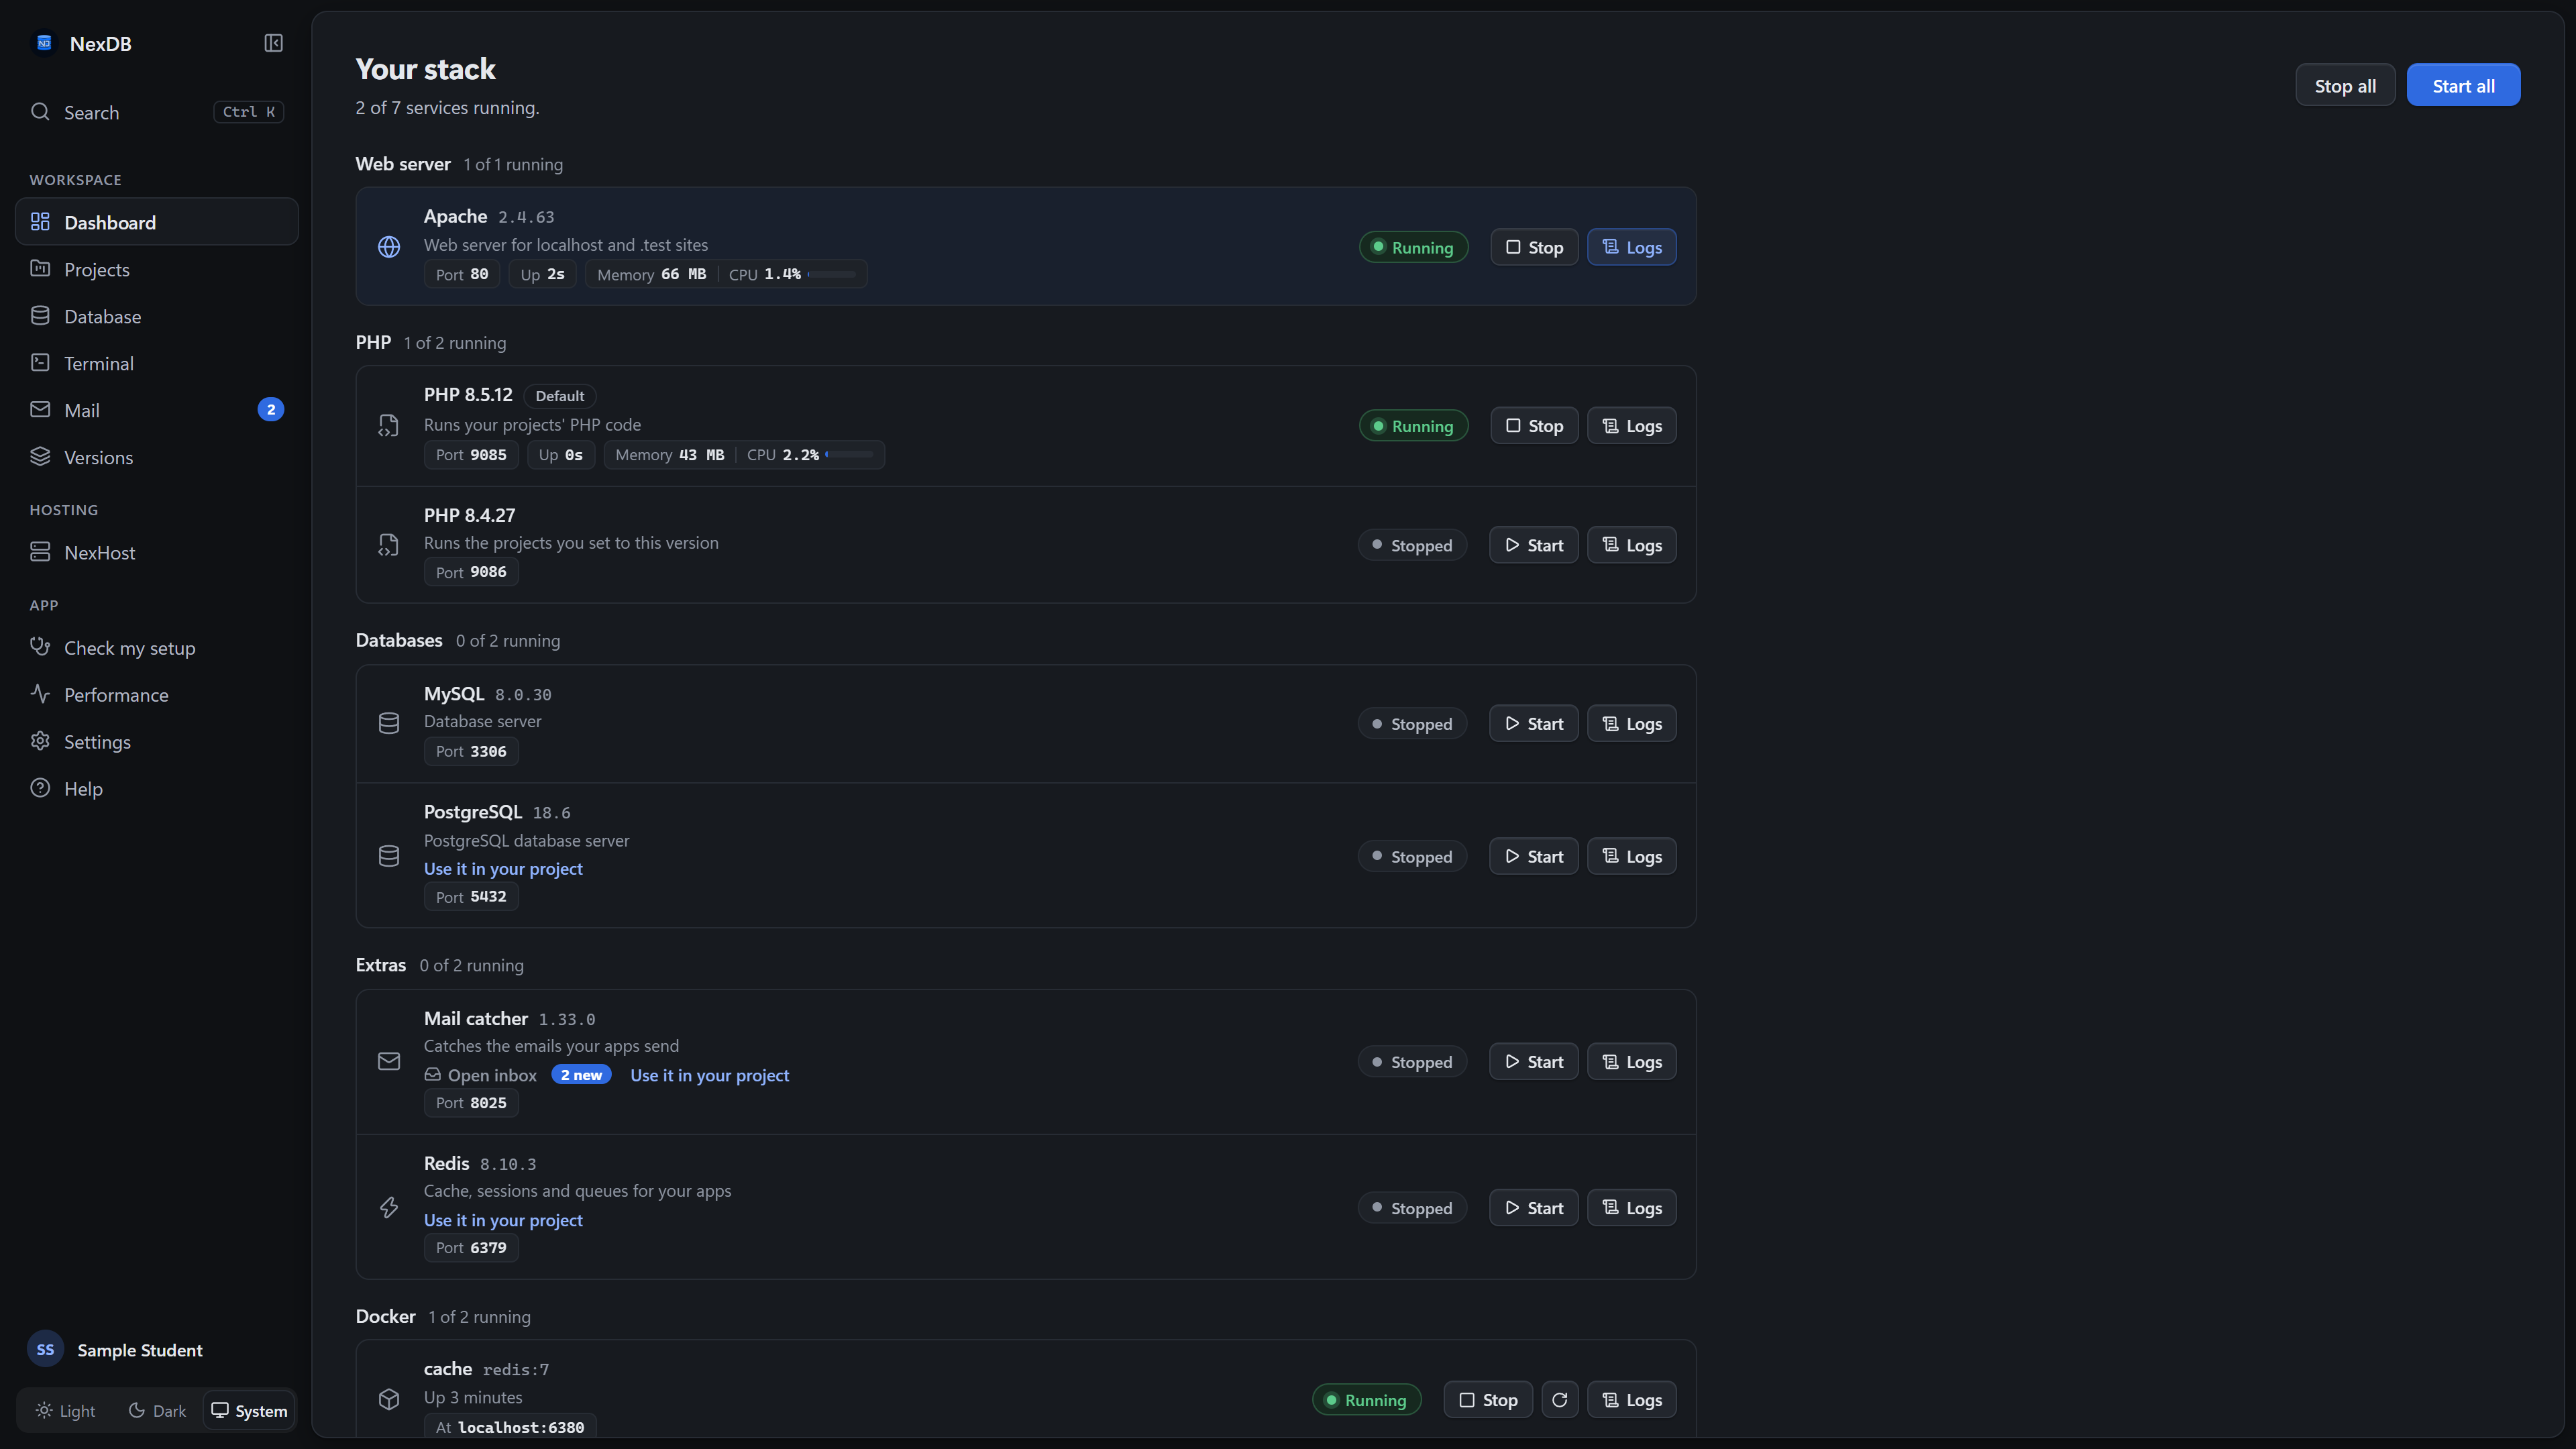 NexDB
Search Ctrl K
WORKSPACE
Dashboard
Projects
Database
Terminal
Mail 2
Versions
HOSTING
NexHost
APP
Check my setup
Performance
Settings
Help
SS Sample Student
Light Dark System
Your stack
2 of 7 services running.
Stop all Start all
Web server 1 of 1 running
Apache 2.4.63
Web server for localhost and .test sites
Port 80 Up 2s Memory 66 MB CPU 1.4%
Running Stop Logs
PHP 1 of 2 running
PHP 8.5.12 Default
Runs your projects' PHP code
Port 9085 Up 0s Memory 43 MB CPU 2.2%
Running Stop Logs
PHP 8.4.27
Runs the projects you set to this version
Port 9086
Stopped Start Logs
Databases 0 of 2 running
MySQL 8.0.30
Database server
Port 3306
Stopped Start Logs
PostgreSQL 18.6
PostgreSQL database server
Use it in your project
Port 5432
Stopped Start Logs
Extras 0 of 2 running
Mail catcher 1.33.0
Catches the emails your apps send
Open inbox 2 new Use it in your project
Port 8025
Stopped Start Logs
Redis 8.10.3
Cache, sessions and queues for your apps
Use it in your project
Port 6379
Stopped Start Logs
Docker 1 of 2 running
cache redis:7
Up 3 minutes
At localhost:6380
Running Stop Logs